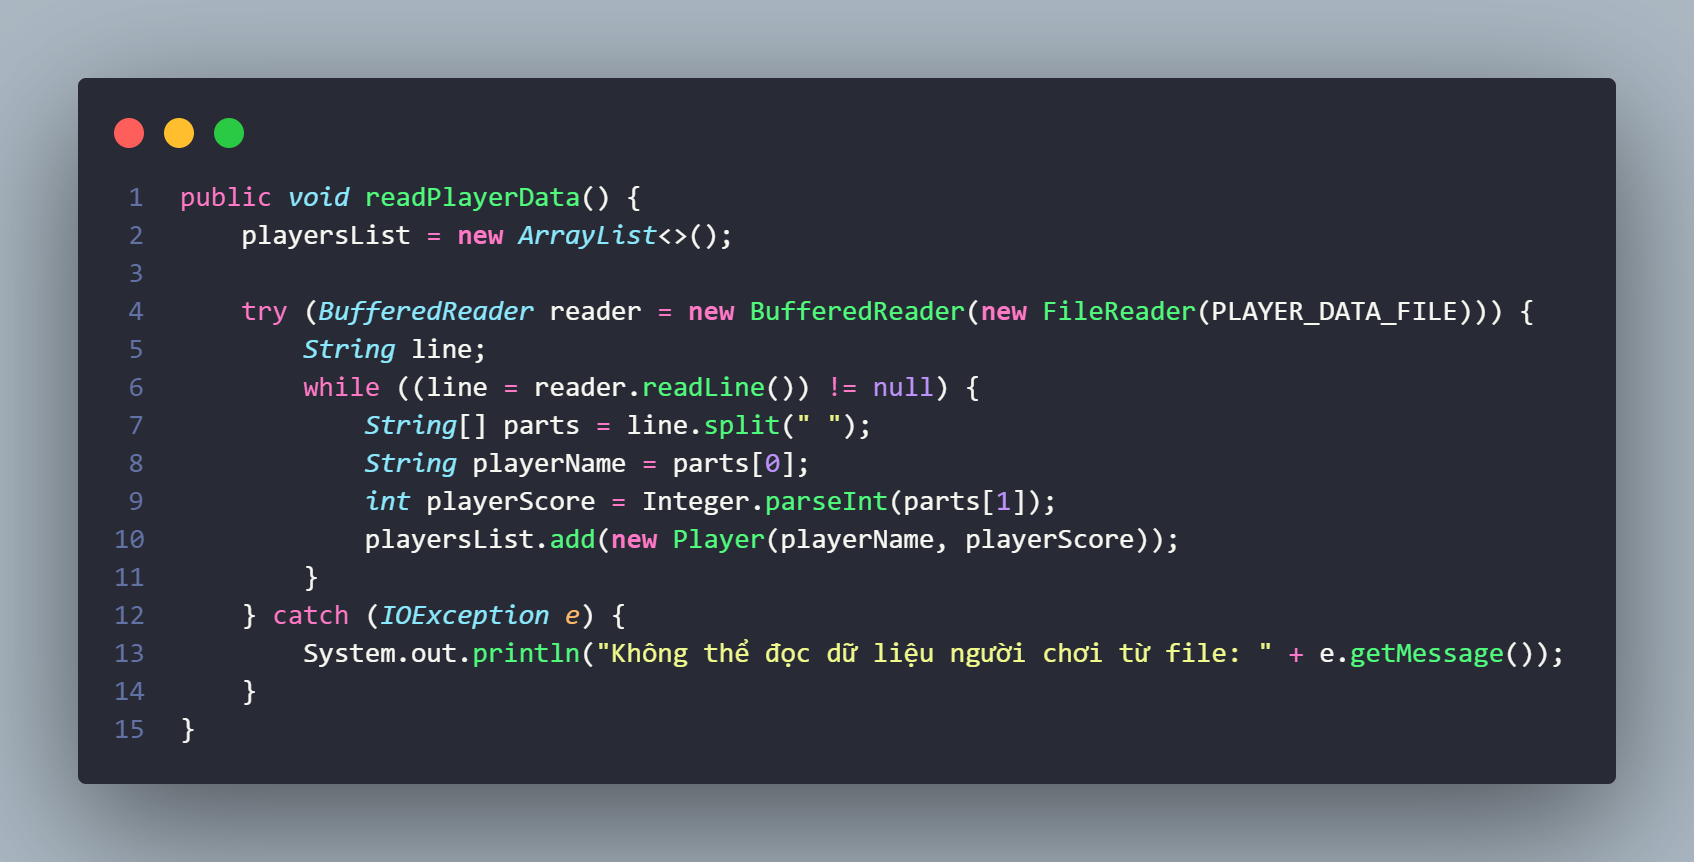 1 public void readPlayerData() {
2 playersList = new ArrayList<>();
3
4 try (BufferedReader reader = new BufferedReader(new FileReader(PLAYER_DATA_FILE))) {
5 String line;
6 while ((line = reader.readLine()) != null) {
7 String[] parts = line.split(" ");
8 String playerName = parts[0];
9 int playerScore = Integer.parseInt(parts[1]);
10 playersList.add(new Player(playerName, playerScore));
11 }
12 } catch (IOException e) {
13 System.out.println("Không thể đọc dữ liệu người chơi từ file: " + e.getMessage());
14 }
15 }